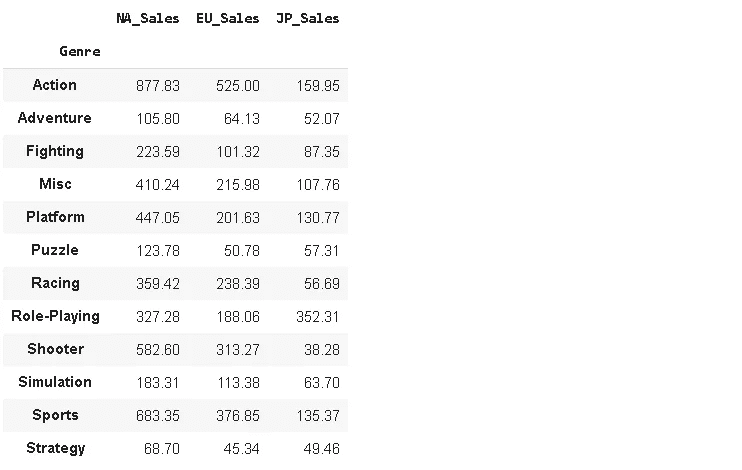 NA_Sales EU_Sales JP_Sales
Genre
Action 877.83 525.00 159.95
Adventure 105.80 64.13 52.07
Fighting 223.59 101.32 87.35
Misc 410.24 215.98 107.76
Platform 447.05 201.63 130.77
Puzzle 123.78 50.78 57.31
Racing 359.42 238.39 56.69
Role-Playing 327.28 188.06 352.31
Shooter 582.60 313.27 38.28
Simulation 183.31 113.38 63.70
Sports 683.35 376.85 135.37
Strategy 68.70 45.34 49.46